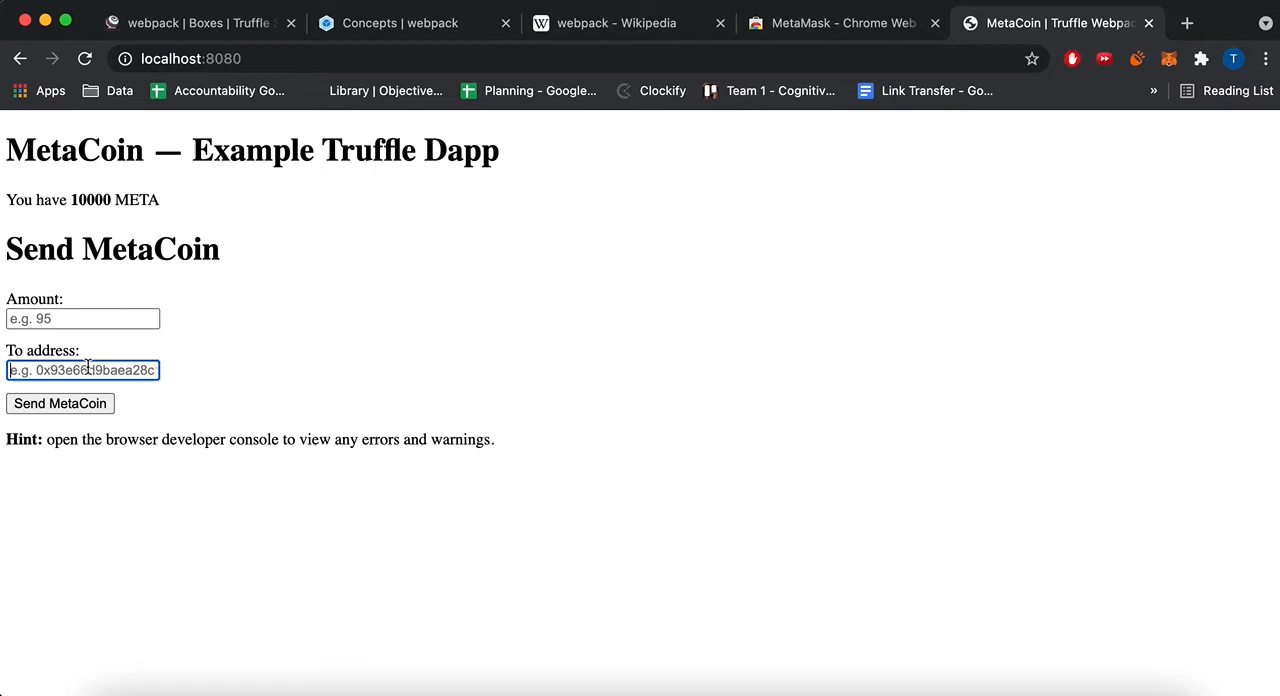 webpack | Boxes | Truffle S
Concepts | webpack
W webpack - Wikipedia
MetaMask - Chrome Web
MetaCoin | Truffle Webpac
localhost:8080
T
Apps
Data
Accountability Go...
Library | Objective...
Planning - Google...
Clockify
Team 1 - Cognitiv...
Link Transfer - Go...
»
Reading List
MetaCoin — Example Truffle Dapp
You have 10000 META
Send MetaCoin
Amount:
e.g. 95
To address:
e.g. 0x93e66d9baea28c
Send MetaCoin
Hint: open the browser developer console to view any errors and warnings.